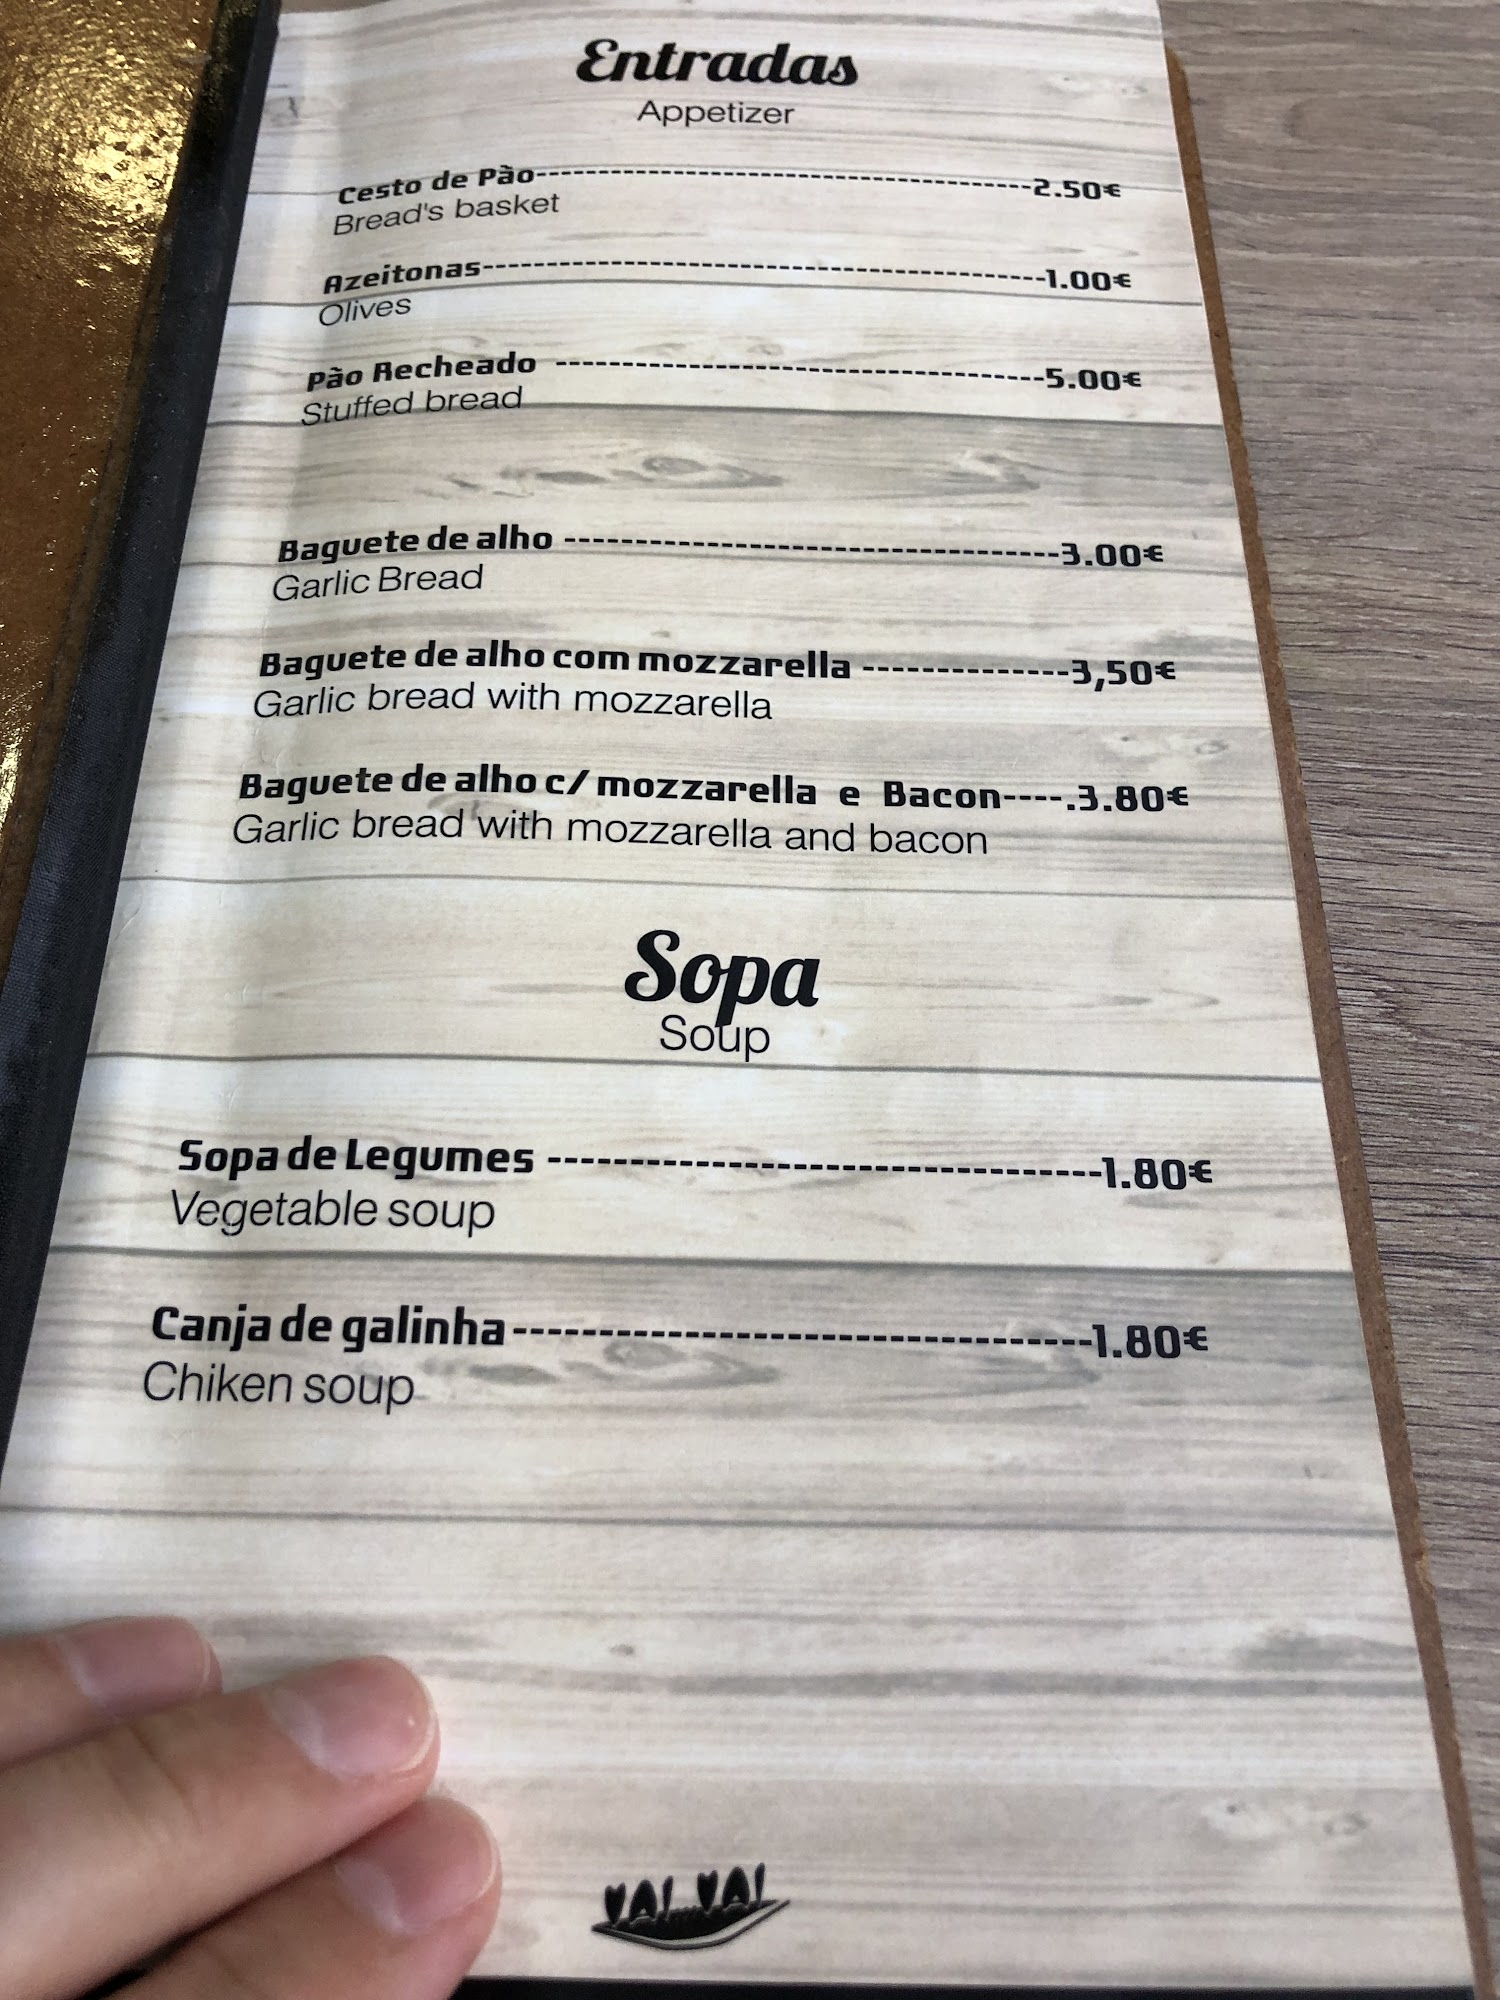 Entradas
Appetizer
Cesto de Pão------------------------------------2.50€
Bread's basket
Azeitonas------------------------------------------1.00€
Olives
Pão Recheado ------------------------------------5.00€
Stuffed bread
Baguete de alho -----------------------------------3.00€
Garlic Bread
Baguete de alho com mozzarella --------------3,50€
Garlic bread with mozzarella
Baguete de alho c/ mozzarella e Bacon----.3.80€
Garlic bread with mozzarella and bacon
Sopa
Soup
Sopa de Legumes ----------------------------------1.80€
Vegetable soup
Canja de galinha------------------------------------1.80€
Chiken soup
VAI VAI